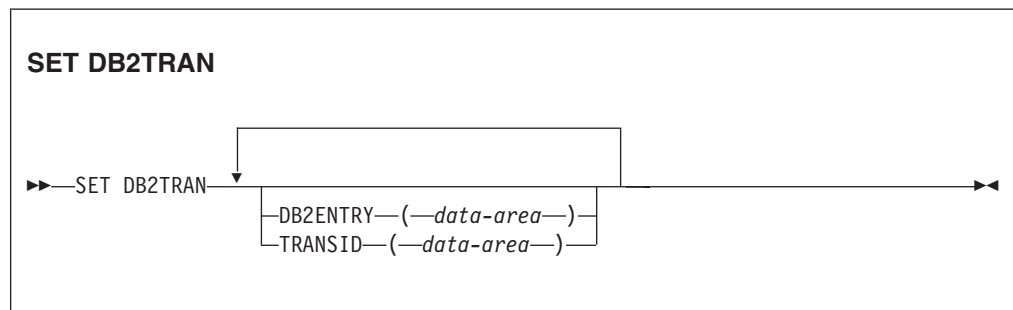 SET DB2TRAN
SET DB2TRAN
DB2ENTRY ( data-area )
TRANSID ( data-area )